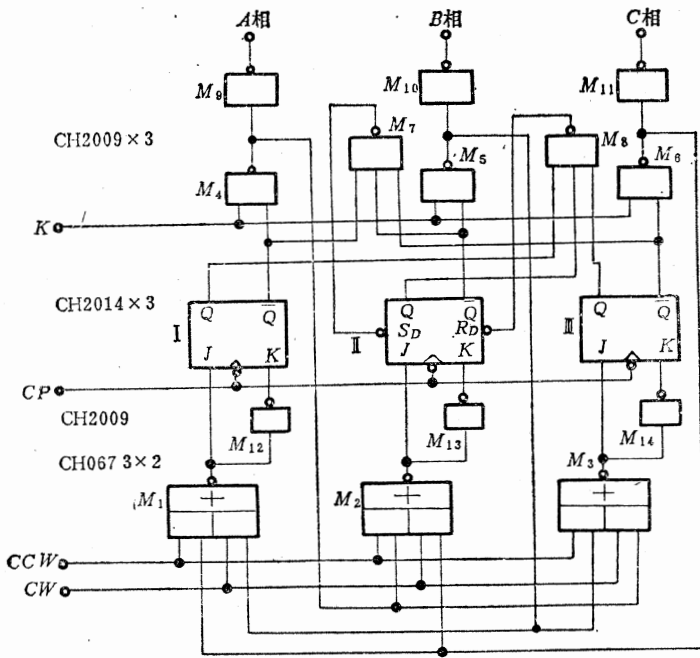 A相 B相 C相
M₉ M₁₀ M₁₁
CH2009×3 M₇ M₈
M₄ M₅ M₆
K
CH2014×3
Q Q̅ Q Q̅ Q Q̅
Ⅰ J K Ⅱ S_D R_D J K Ⅲ J K
CP
CH2009
M₁₂ M₁₃ M₁₄
CH067 3×2
M₁ + M₂ + M₃ +
CCW
CW